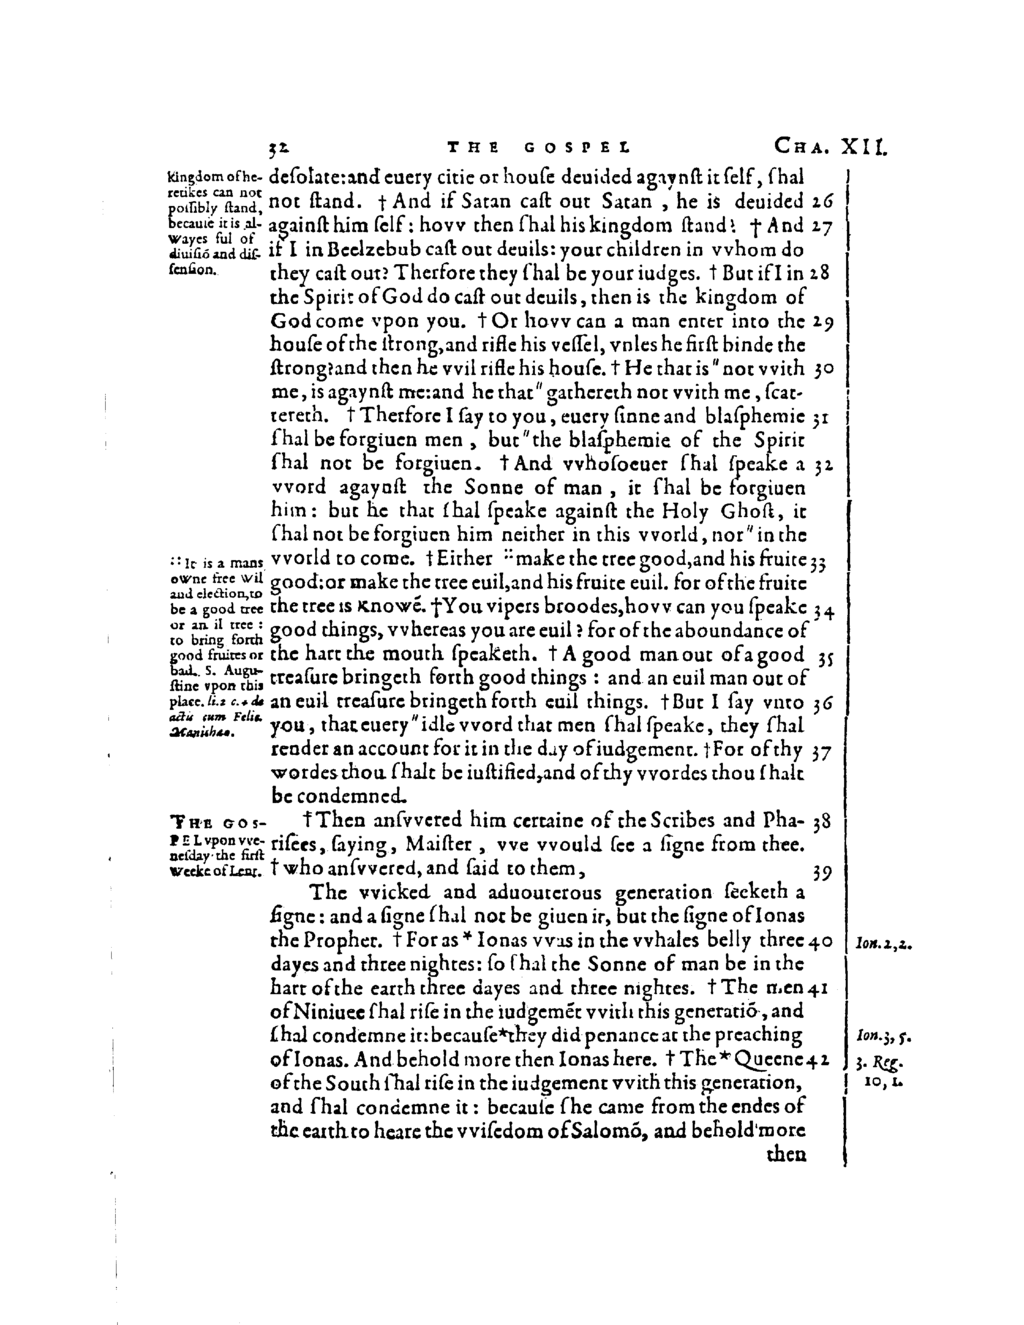 32 THE GOSPEL CHA. XII.
kingdom of he-
retikes can not
possibly stand,
because it is al-
wayes ful of
diuisiō and dis-
sension.
desolate: and euery citie or house deuided agaynſt it ſelf, ſhal
not ſtand. † And if Satan caſt out Satan, he is deuided 26
againſt him ſelf: hovv then ſhal his kingdom ſtand? † And 27
if I in Beelzebub caſt out deuils: your children in vvhom do
they caſt out? Therfore they ſhal be your iudges. † But if I in 28
the Spirit of God do caſt out deuils, then is the kingdom of
God come vpon you. † Or hovv can a man enter into the 29
houſe of the ſtrong, and rifle his veſſel, vnles he firſt binde the
ſtrong? and then he vvil rifle his houſe. † He that is "not vvith 30
me, is agaynſt me: and he that "gathereth not vvith me, ſcat-
tereth. † Therfore I ſay to you, euery ſinne and blaſphemie 31
ſhal be forgiuen men, but "the blaſphemie of the Spirit
ſhal not be forgiuen. † And vvhoſoeuer ſhal ſpeake a 32
vvord agaynſt the Sonne of man, it ſhal be forgiuen
him: but he that ſhal ſpeake againſt the Holy Ghoſt, it
ſhal not be forgiuen him neither in this vvorld, nor "in the
vvorld to come. † Either ∷make the tree good, and his fruite 33
good: or make the tree euil, and his fruite euil. for of the fruite
the tree is knowē. † You vipers broodes, hovv can you ſpeake 34
good things, vvhereas you are euil? for of the aboundance of
the hart the mouth ſpeaketh. † A good man out of a good 35
treaſure bringeth forth good things: and an euil man out of
an euil treaſure bringeth forth euil things. † But I ſay vnto 36
you, that euery "idle vvord that men ſhal ſpeake, they ſhal
render an account for it in the day of iudgement. † For of thy 37
wordes thou ſhalt be iuſtified, and of thy vvordes thou ſhalt
be condemned.
∷It is a mans
owne free wil
and election, to
be a good tree
or an il tree:
to bring forth
good fruites or
bad. S. Augu-
ſtine vpon this
place. li.2 c.4 de
actis cum Felic.
Manichæo.
THE GOS-
PEL vpon vve-
neſday the firſt
weeke of Lent.
† Then anſvvered him certaine of the Scribes and Pha- 38
riſees, ſaying, Maiſter, vve vvould ſee a ſigne from thee.
† who anſvvered, and ſaid to them, 39
The vvicked and aduouterous generation ſeeketh a
ſigne: and a ſigne ſhal not be giuen it, but the ſigne of Ionas
the Prophet. † For as * Ionas vvas in the vvhales belly three 40
dayes and three nightes: ſo ſhal the Sonne of man be in the
hart of the earth three dayes and three nightes. † The men 41
of Niniuee ſhal riſe in the iudgemēt vvith this generatiō, and
ſhal condemne it: becauſe *they did penance at the preaching
of Ionas. And behold more then Ionas here. † The * Queene 42
of the South ſhal riſe in the iudgement vvith this generation,
and ſhal condemne it: becauſe ſhe came from the endes of
the earth to heare the vviſedom of Salomō, and behold more
then
Ion. 2,2.
Ion. 3, 5.
3. Reg.
10, 1.